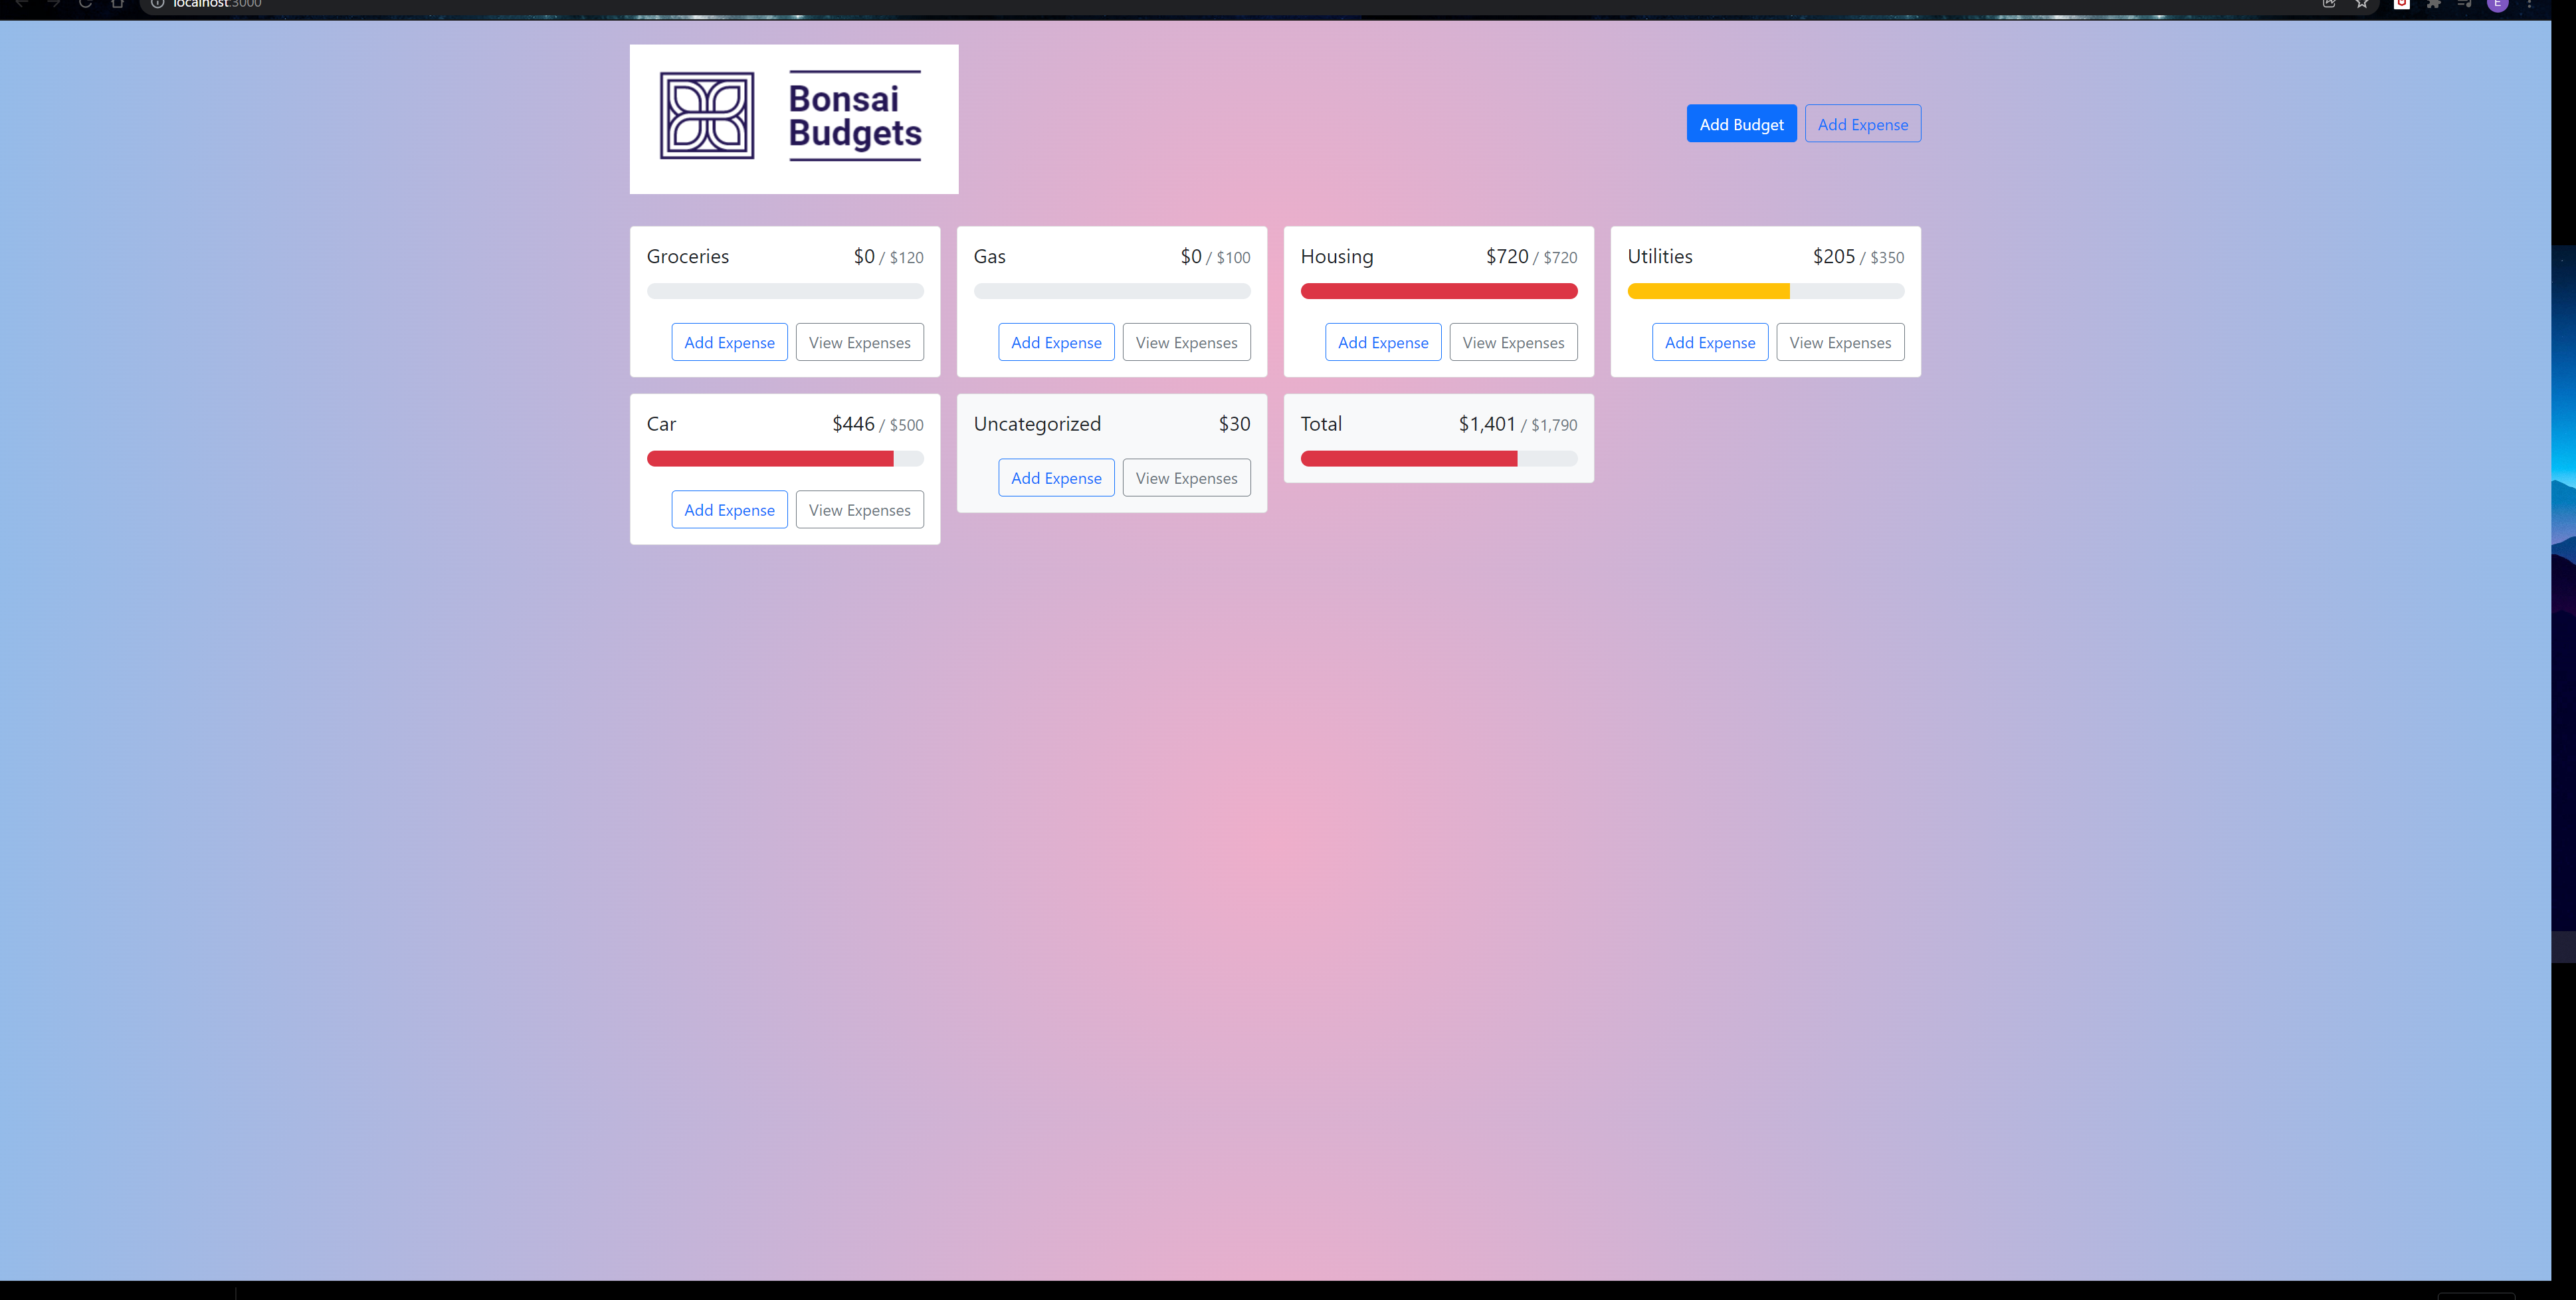 localhost:3000
E
Bonsai
Budgets
Add Budget Add Expense
Groceries $0 / $120
Add Expense View Expenses
Gas $0 / $100
Add Expense View Expenses
Housing $720 / $720
Add Expense View Expenses
Utilities $205 / $350
Add Expense View Expenses
Car $446 / $500
Add Expense View Expenses
Uncategorized $30
Add Expense View Expenses
Total $1,401 / $1,790